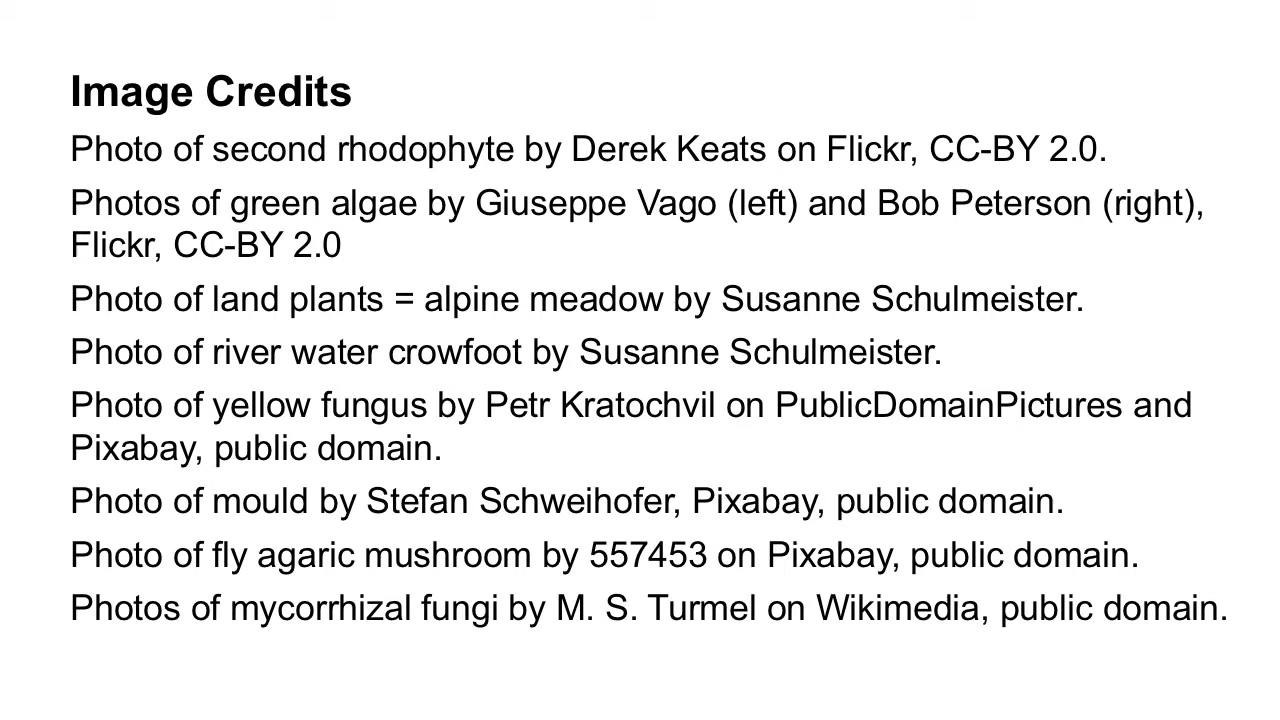 Image Credits
Photo of second rhodophyte by Derek Keats on Flickr, CC-BY 2.0.
Photos of green algae by Giuseppe Vago (left) and Bob Peterson (right),
Flickr, CC-BY 2.0
Photo of land plants = alpine meadow by Susanne Schulmeister.
Photo of river water crowfoot by Susanne Schulmeister.
Photo of yellow fungus by Petr Kratochvil on PublicDomainPictures and
Pixabay, public domain.
Photo of mould by Stefan Schweihofer, Pixabay, public domain.
Photo of fly agaric mushroom by 557453 on Pixabay, public domain.
Photos of mycorrhizal fungi by M. S. Turmel on Wikimedia, public domain.